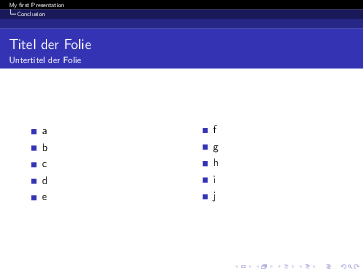 My first Presentation
Conclusion
Titel der Folie
Untertitel der Folie
a
b
c
d
e
f
g
h
i
j